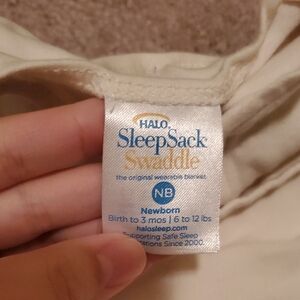 HALO.
SleepSack
Swaddle
the original wearable blanket
NB
Newborn
Birth to 3 mos | 6 to 12 lbs
halosleep.com
Supporting Safe Sleep
Since 2000.